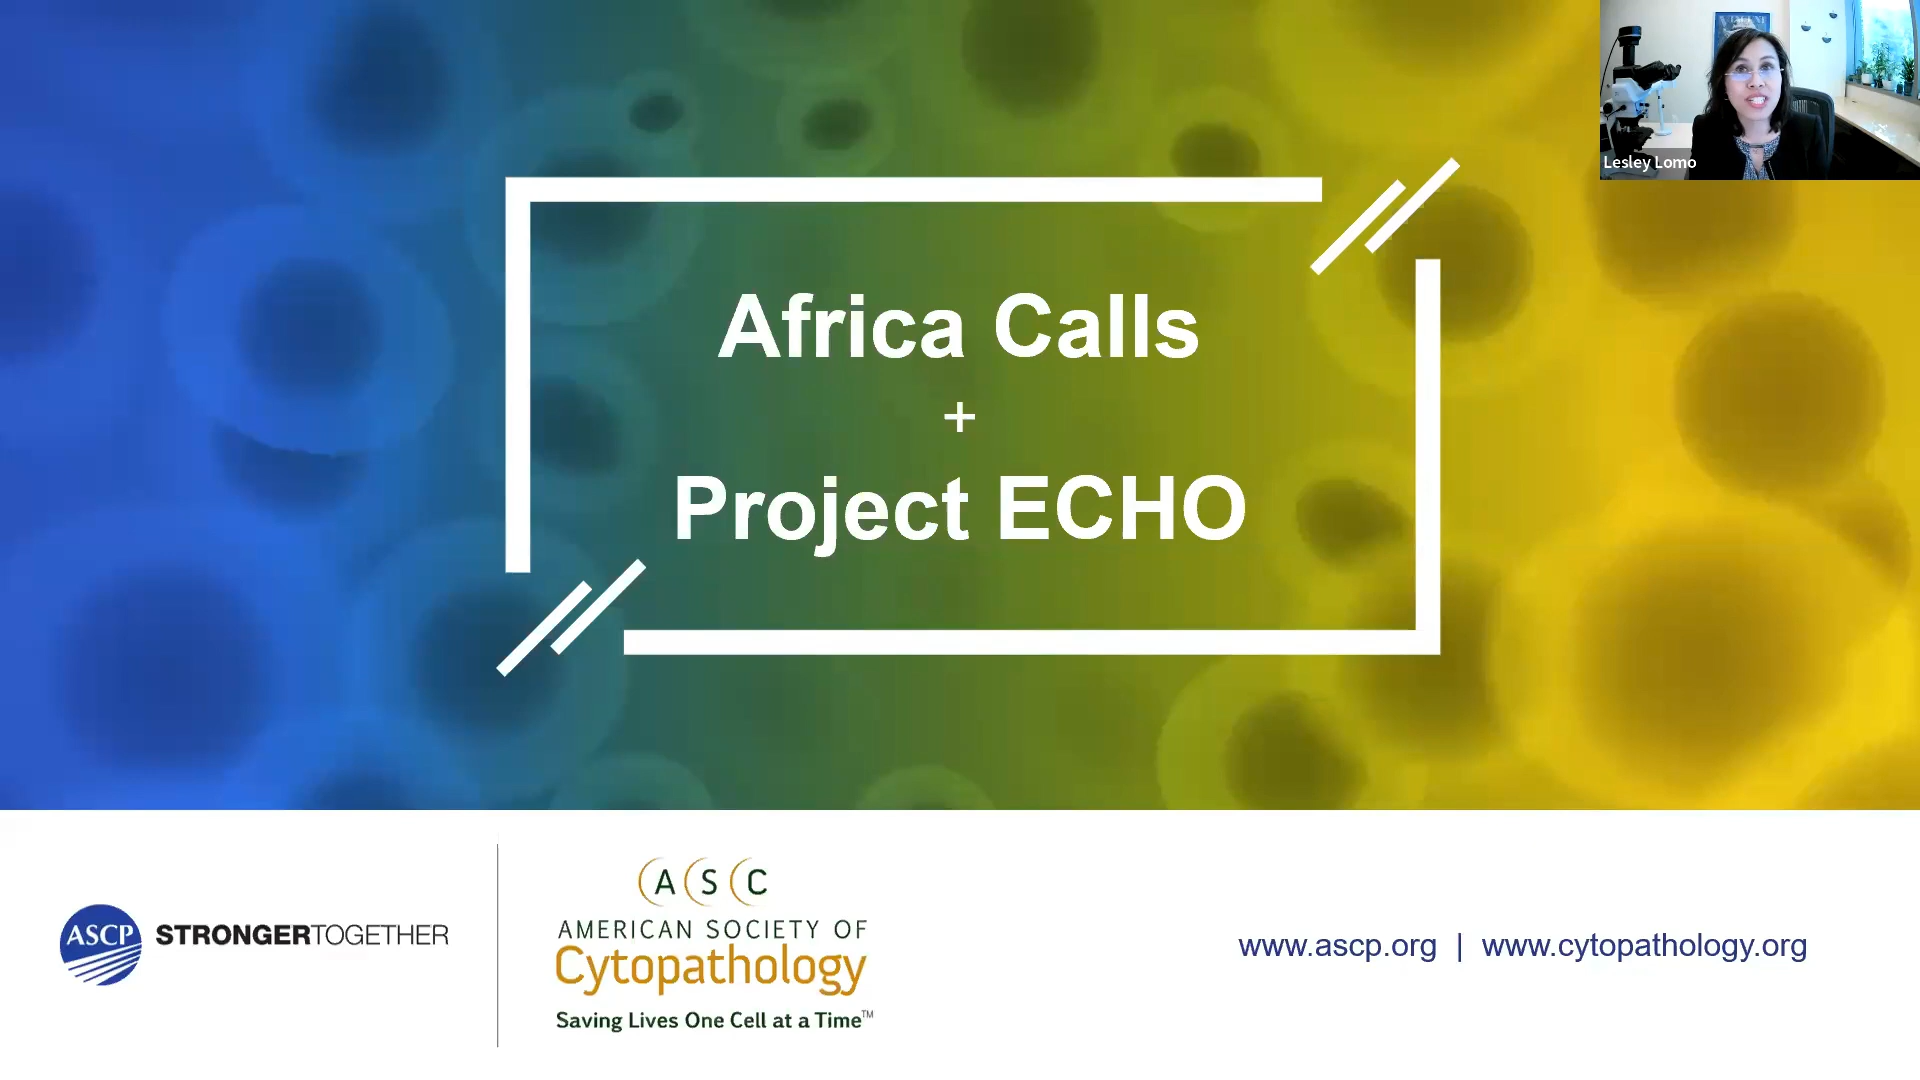 Lesley Lomo
Africa Calls
+
Project ECHO
ASCP STRONGERTOGETHER
A S C
AMERICAN SOCIETY OF
Cytopathology
Saving Lives One Cell at a Time™
www.ascp.org | www.cytopathology.org